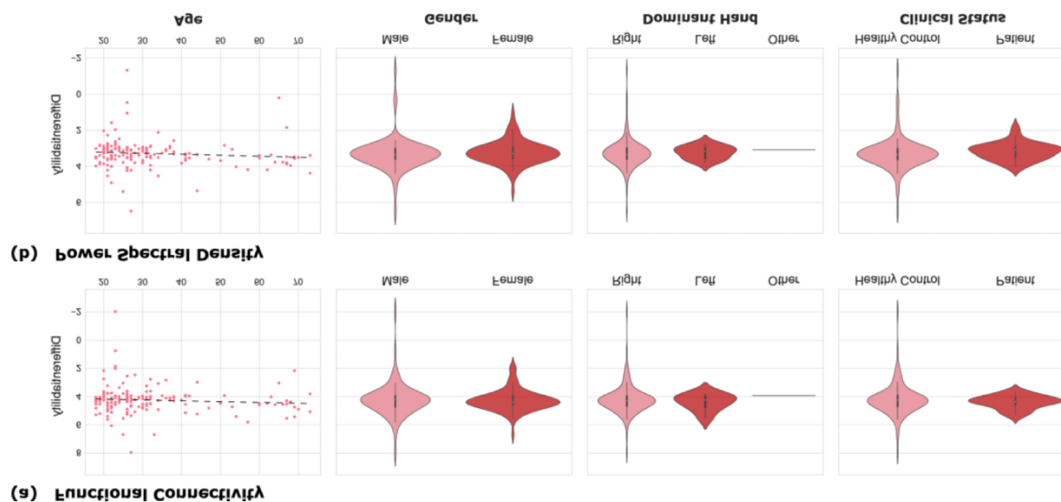 (a) Functional Connectivity
8
6
4
2
0
−2
Differentiability
20 30 40 50 60 70 Male Female Right Left Other Healthy Control Patient
(b) Power Spectral Density
6
4
2
0
−2
Differentiability
20 30 40 50 60 70 Male Female Right Left Other Healthy Control Patient
Age Gender Dominant Hand Clinical Status